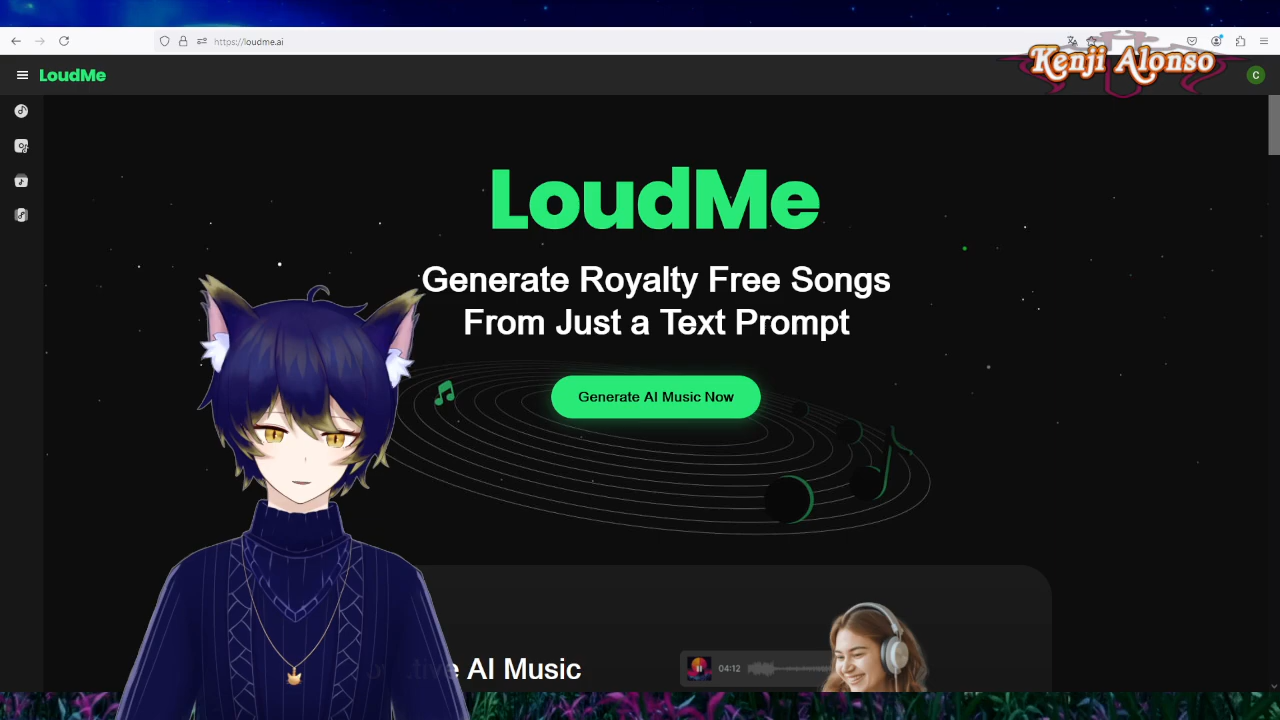 https://loudme.ai
Kenji Alonso
LoudMe
C
LoudMe
Generate Royalty Free Songs
From Just a Text Prompt
Generate AI Music Now
AI Music
04:12